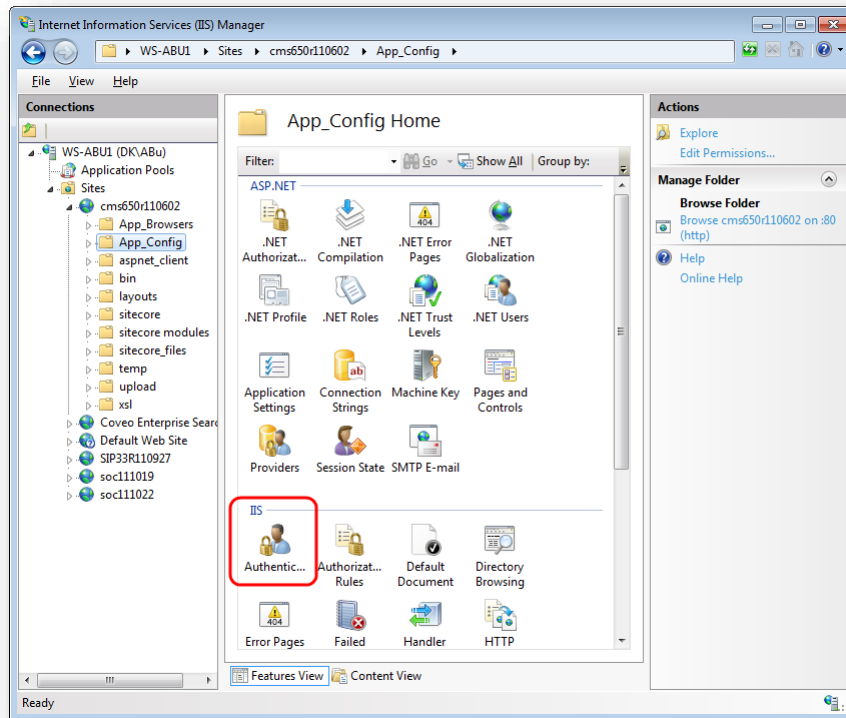 Internet Information Services (IIS) Manager
WS-ABU1 Sites cms650r110602 App_Config
File View Help
Connections
WS-ABU1 (DK\ABu)
Application Pools
Sites
cms650r110602
App_Browsers
App_Config
aspnet_client
bin
layouts
sitecore
sitecore modules
sitecore_files
temp
upload
xsl
Coveo Enterprise Searc
Default Web Site
SIP33R110927
soc111019
soc111022
App_Config Home
Filter: Go Show All Group by:
ASP.NET
.NET Authorizat...
.NET Compilation
404
.NET Error Pages
.NET Globalization
.NET Profile
.NET Roles
.NET Trust Levels
.NET Users
Application Settings
ab
Connection Strings
Machine Key
Pages and Controls
Providers
Session State
SMTP E-mail
IIS
Authentic...
Authorizat... Rules
Default Document
Directory Browsing
404
Error Pages
Failed
Handler
HTTP
Features View Content View
Actions
Explore
Edit Permissions...
Manage Folder
Browse Folder
Browse cms650r110602 on :80
(http)
Help
Online Help
Ready